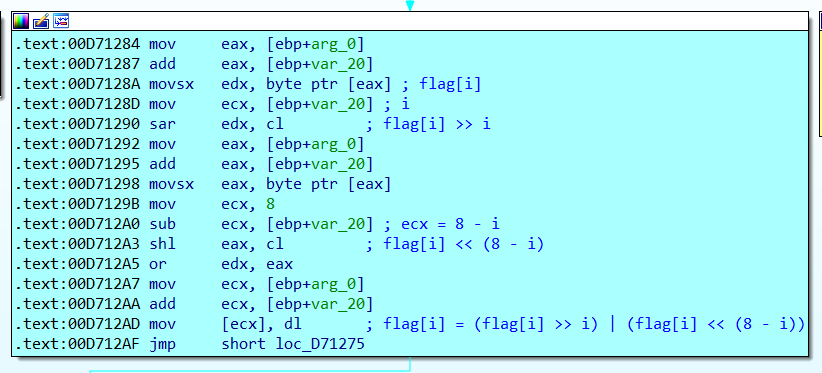 .text:00D71284 mov eax, [ebp+arg_0]
.text:00D71287 add eax, [ebp+var_20]
.text:00D7128A movsx edx, byte ptr [eax] ; flag[i]
.text:00D7128D mov ecx, [ebp+var_20] ; i
.text:00D71290 sar edx, cl ; flag[i] >> i
.text:00D71292 mov eax, [ebp+arg_0]
.text:00D71295 add eax, [ebp+var_20]
.text:00D71298 movsx eax, byte ptr [eax]
.text:00D7129B mov ecx, 8
.text:00D712A0 sub ecx, [ebp+var_20] ; ecx = 8 - i
.text:00D712A3 shl eax, cl ; flag[i] << (8 - i)
.text:00D712A5 or edx, eax
.text:00D712A7 mov ecx, [ebp+arg_0]
.text:00D712AA add ecx, [ebp+var_20]
.text:00D712AD mov [ecx], dl ; flag[i] = (flag[i] >> i) | (flag[i] << (8 - i))
.text:00D712AF jmp short loc_D71275